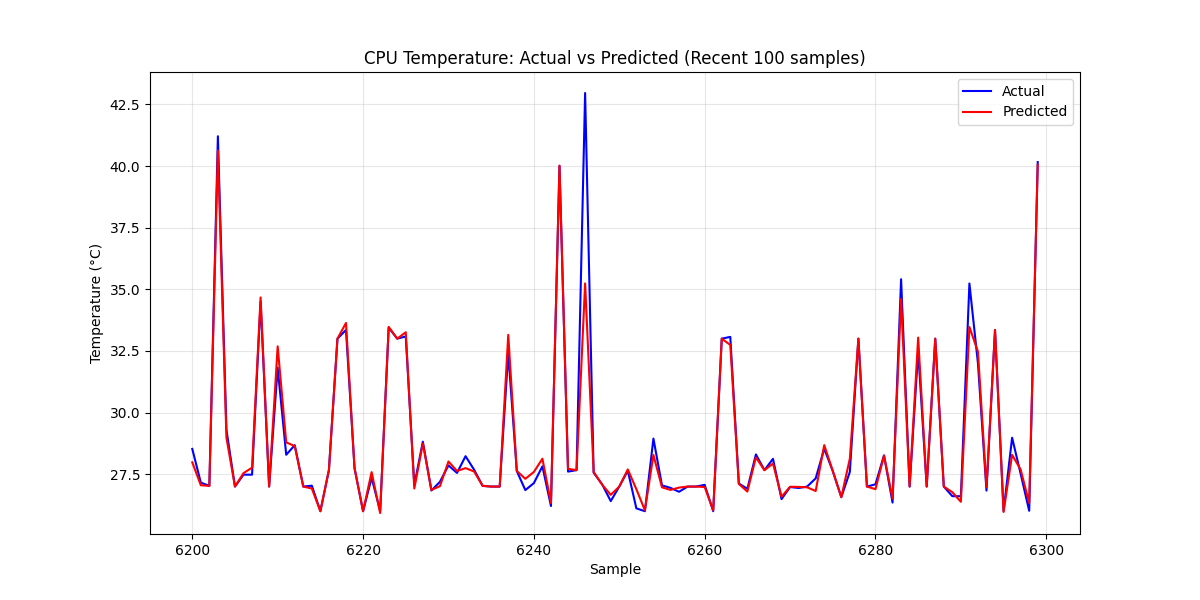 CPU Temperature: Actual vs Predicted (Recent 100 samples)
Actual
Predicted
42.5
40.0
37.5
35.0
32.5
30.0
27.5
Temperature (°C)
6200
6220
6240
6260
6280
6300
Sample